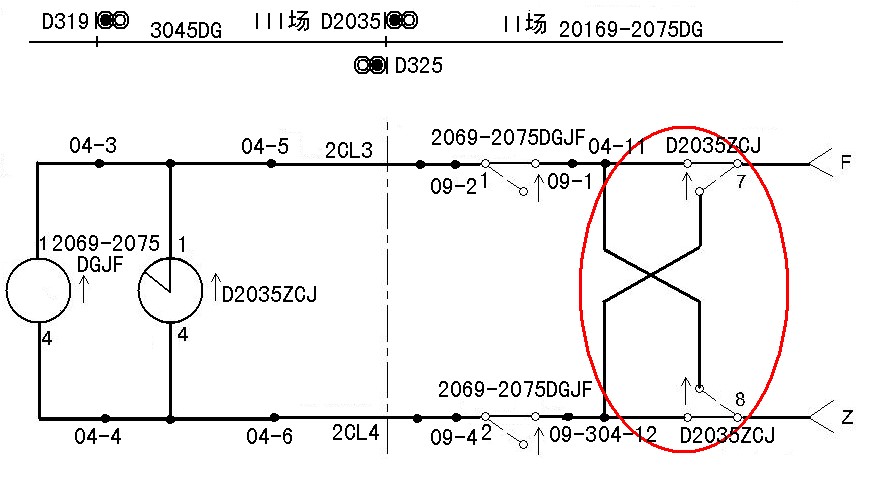 D319 3045DG III场 D2035 II场 20169-2075DG
D325
04-3 04-5 2CL3 2069-2075DGJF 04-11 D2035ZCJ F
09-2 1 09-1 7
1 2069-2075 1
DGJF
D2035ZCJ
4 4
04-4 04-6 2CL4 2069-2075DGJF 8 Z
09-4 2 09-3 04-12 D2035ZCJ